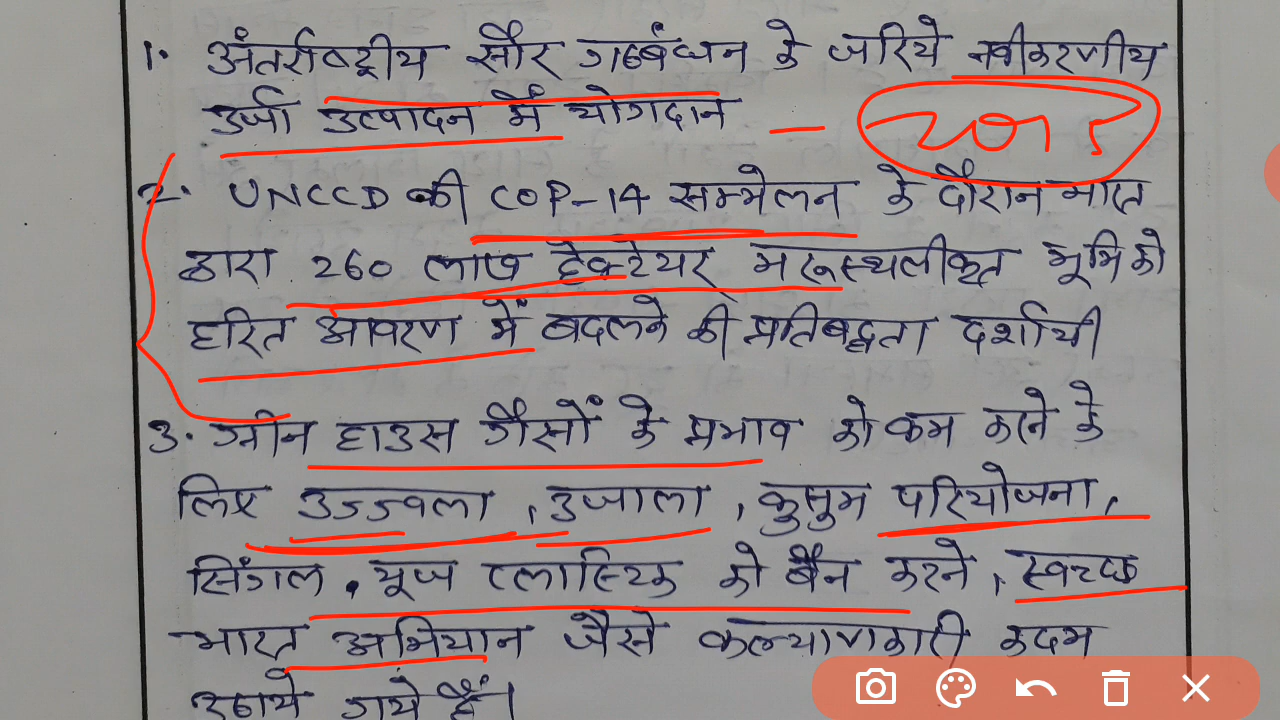 1. अंतर्राष्ट्रीय सौर गठबंधन के जरिये नवीकरणीय
उर्जा उत्पादन में योगदान – 2015
2. UNCCD की COP-14 सम्मेलन के दौरान भारत
द्वारा 260 लाख हेक्टेयर मरूस्थलीकृत भूमि को
हरित आवरण में बदलने की प्रतिबद्धता दर्शायी
3. ग्रीन हाउस गैसों के प्रभाव को कम करने के
लिए उज्ज्वला, उजाला, कुसुम परियोजना,
सिंगल यूज प्लास्टिक को बैन करने, स्वच्छ
भारत अभियान जैसे कल्याणकारी कदम
उठाये गये हैं।